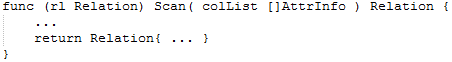 func (rl Relation) Scan( colList []AttrInfo ) Relation {
    ...
    return Relation{ ... }
}